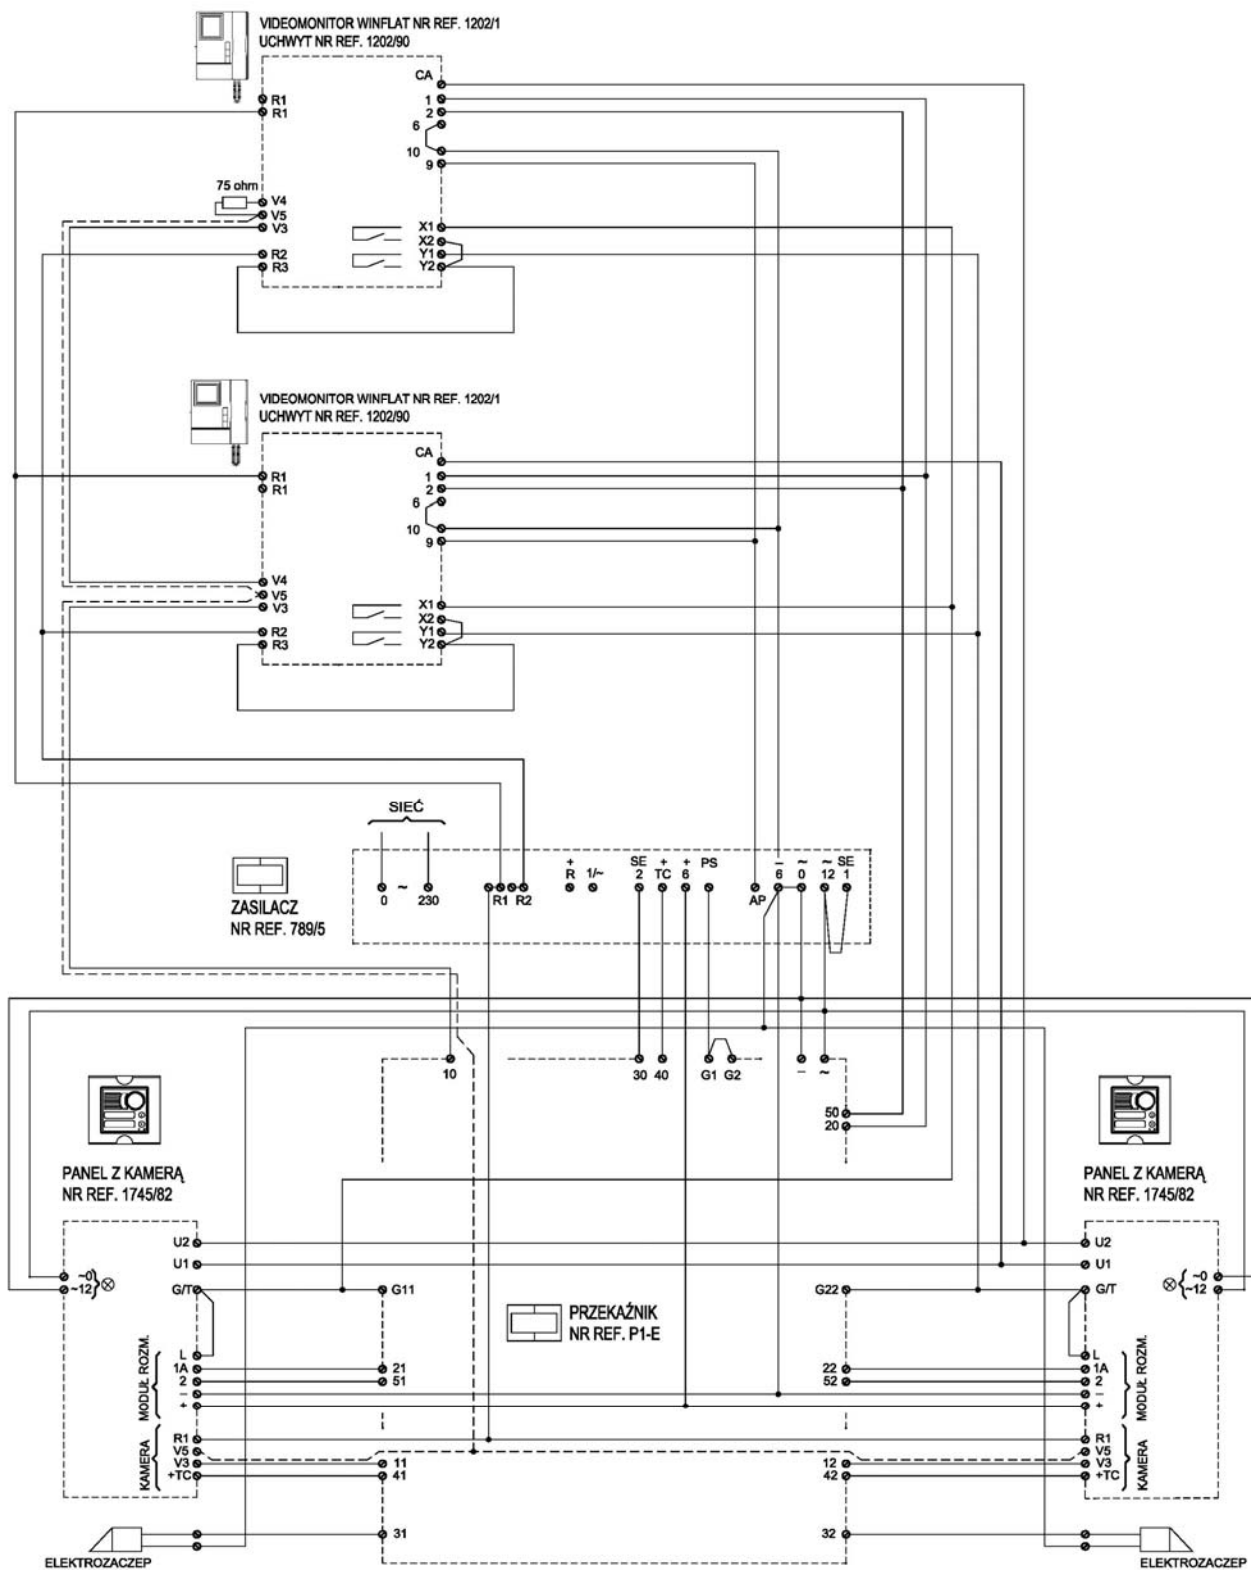 VIDEOMONITOR WINFLAT NR REF. 1202/1
UCHWYT NR REF. 1202/90
CA
R1
R1
1
2
6
10
9
75 ohm
V4
V5
V3
R2
R3
X1
X2
Y1
Y2
VIDEOMONITOR WINFLAT NR REF. 1202/1
UCHWYT NR REF. 1202/90
CA
R1
R1
1
2
6
10
9
V4
V5
V3
R2
R3
X1
X2
Y1
Y2
SIEĆ
0 ~ 230
R1 R2
+ R
1/~
SE 2
+ TC
+ 6
PS
AP
– 6
~ 0
~ 12
SE 1
ZASILACZ
NR REF. 789/5
10
30 40
G1 G2
– ~
50
20
PANEL Z KAMERĄ
NR REF. 1745/82
PANEL Z KAMERĄ
NR REF. 1745/82
U2
U1
~0
~12
G/T
L
1A
2
–
+
MODUŁ ROZM.
R1
V5
V3
+TC
KAMERA
G11
21
51
11
41
31
PRZEKAŹNIK
NR REF. P1-E
G22
22
52
12
42
32
U2
U1
~0
~12
G/T
L
1A
2
–
+
MODUŁ ROZM.
R1
V5
V3
+TC
KAMERA
ELEKTROZACZEP
ELEKTROZACZEP